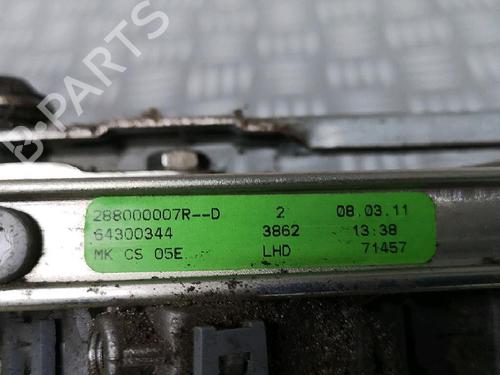 B-PARTS
288000007R--D 2 08.03.11
64300344 3862 13:38
MK CS 05E LHD 71457